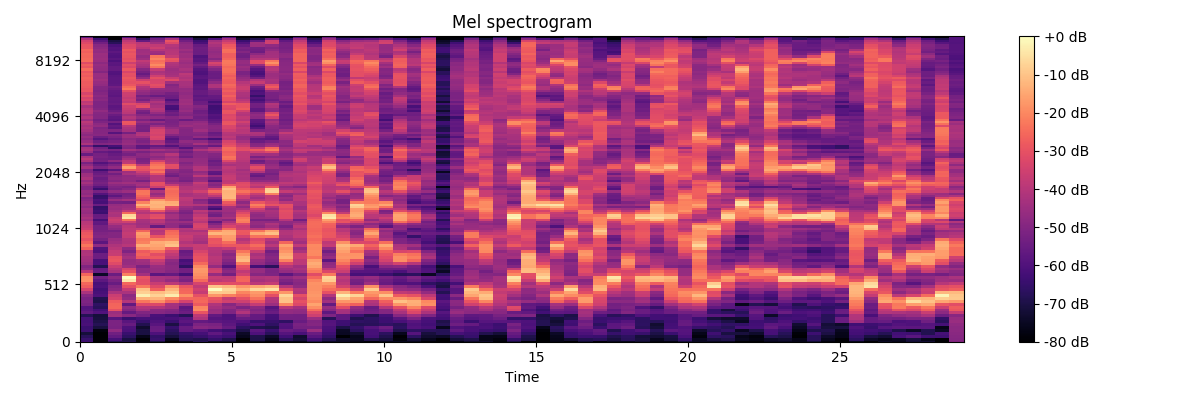 Mel spectrogram
+0 dB
8192
-10 dB
-20 dB
4096
-30 dB
Hz
2048
-40 dB
1024
-50 dB
-60 dB
512
-70 dB
0
-80 dB
0 5 10 15 20 25
Time